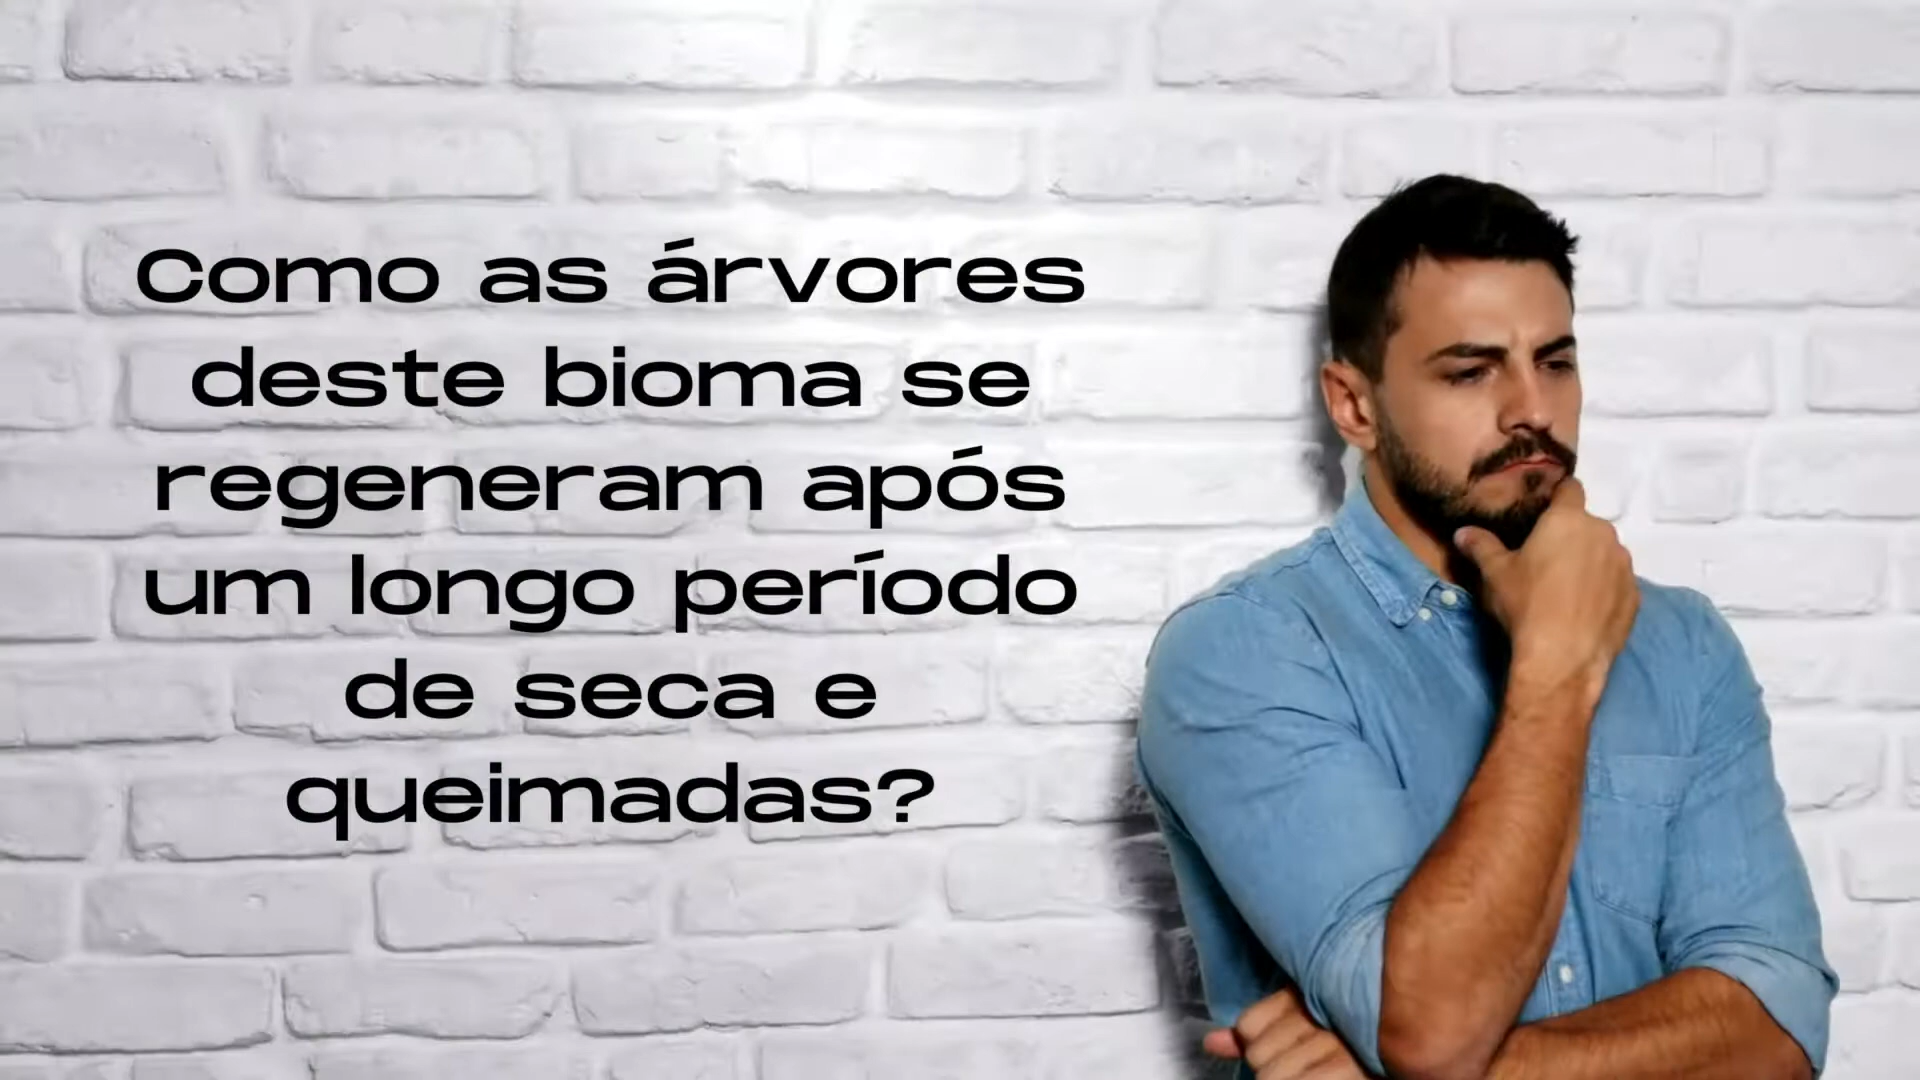 Como as árvores
deste bioma se
regeneram após
um longo período
de seca e
queimadas?